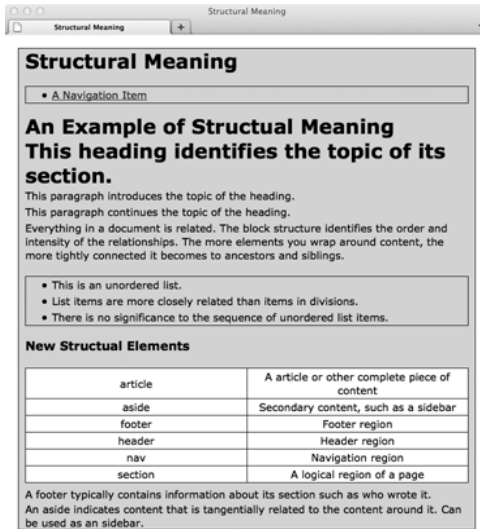 Structural Meaning
Structural Meaning
Structural Meaning
A Navigation Item
An Example of Structual Meaning
This heading identifies the topic of its
section.
This paragraph introduces the topic of the heading.
This paragraph continues the topic of the heading.
Everything in a document is related. The block structure identifies the order and
intensity of the relationships. The more elements you wrap around content, the
more tightly connected it becomes to ancestors and siblings.
This is an unordered list.
List items are more closely related than items in divisions.
There is no significance to the sequence of unordered list items.
New Structual Elements
article A article or other complete piece of
content
aside Secondary content, such as a sidebar
footer Footer region
header Header region
nav Navigation region
section A logical region of a page
A footer typically contains information about its section such as who wrote it.
An aside indicates content that is tangentially related to the content around it. Can
be used as an sidebar.